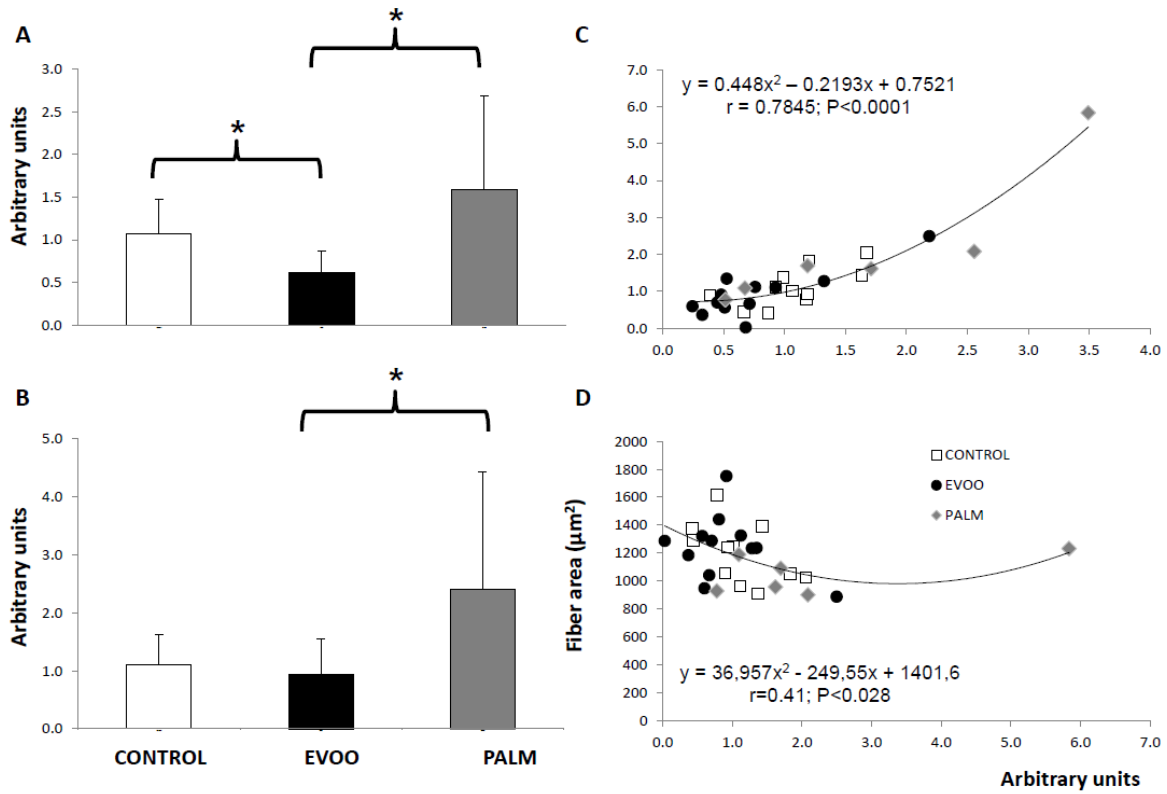 A
*
*
3.0
2.5
2.0
1.5
1.0
0.5
0.0
Arbitrary units
B
*
5.0
4.0
3.0
2.0
1.0
0.0
Arbitrary units
CONTROL EVOO PALM
C
7.0
6.0
5.0
4.0
3.0
2.0
1.0
0.0
y = 0.448x² – 0.2193x + 0.7521
r = 0.7845; P<0.0001
0.0 0.5 1.0 1.5 2.0 2.5 3.0 3.5 4.0
D
2000
1800
1600
1400
1200
1000
800
600
400
200
0
Fiber area (µm²)
CONTROL
EVOO
PALM
y = 36,957x² - 249,55x + 1401,6
r=0.41; P<0.028
0.0 1.0 2.0 3.0 4.0 5.0 6.0 7.0
Arbitrary units